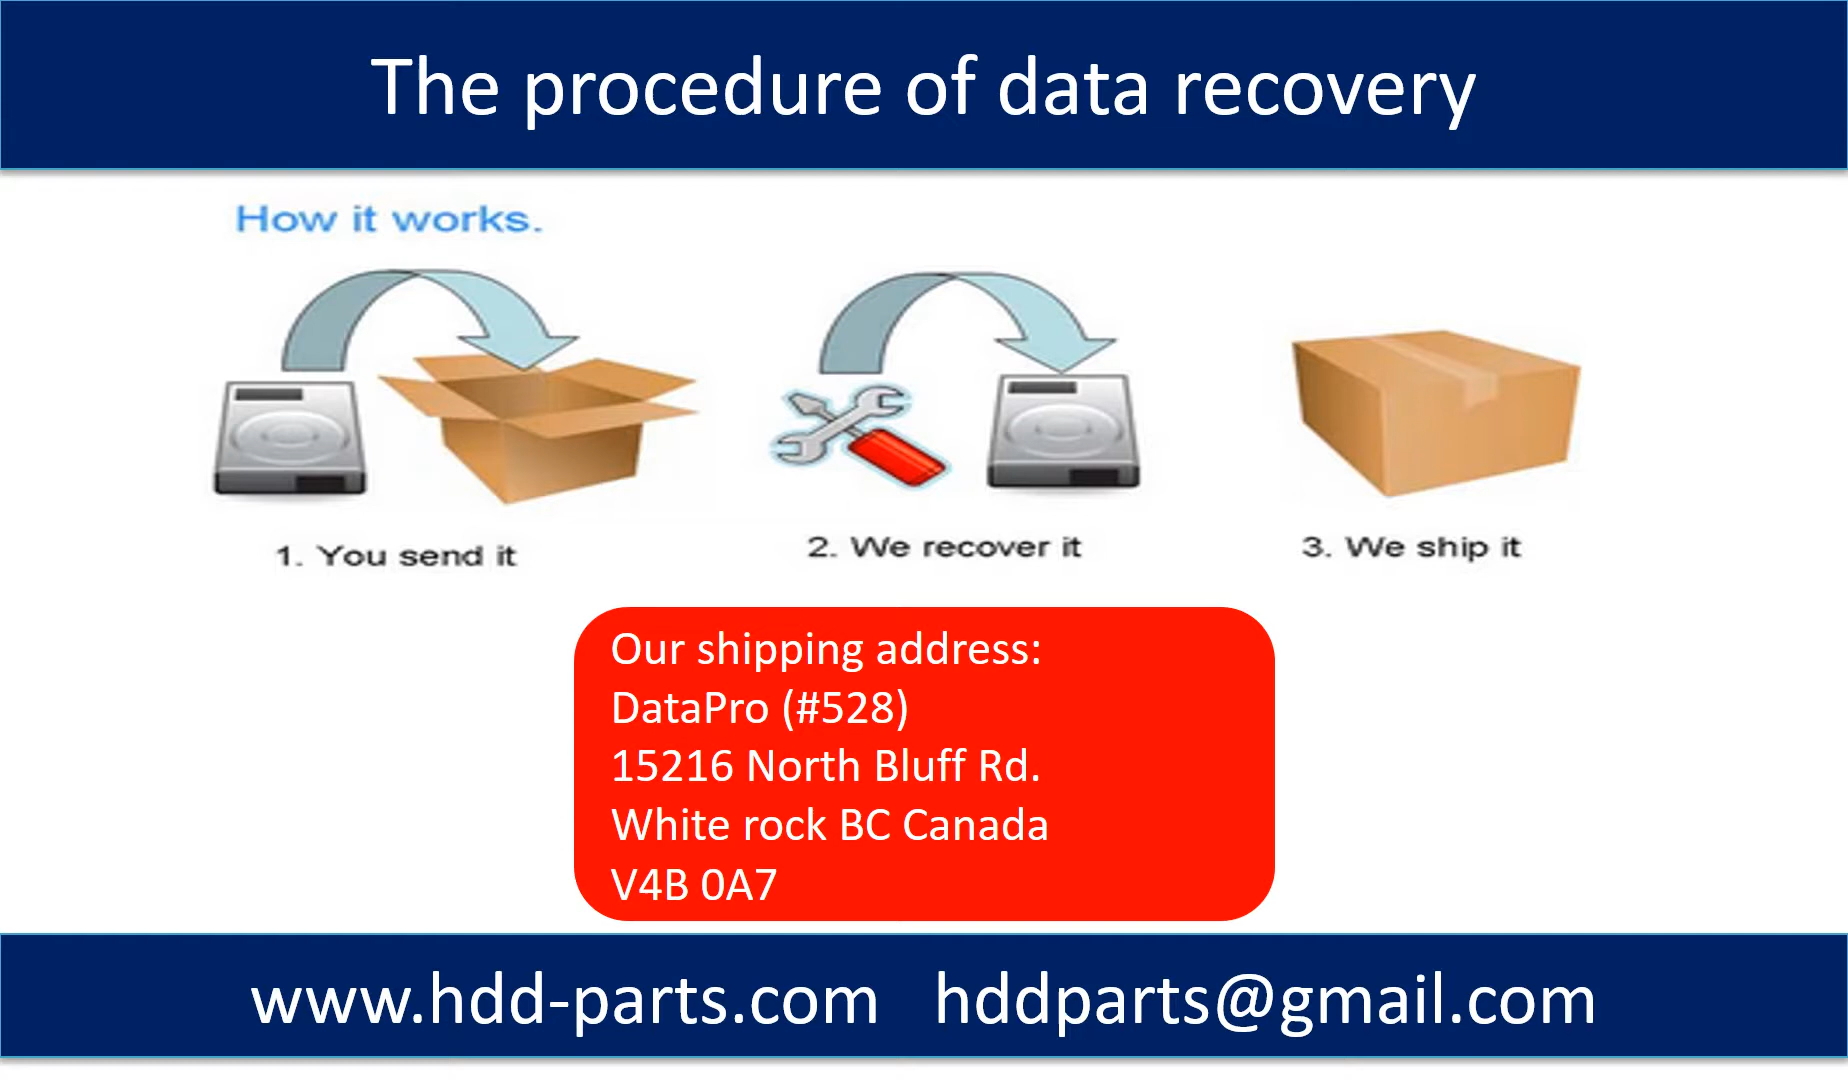 The procedure of data recovery
How it works.
1. You send it
2. We recover it
3. We ship it
Our shipping address:
DataPro (#528)
15216 North Bluff Rd.
White rock BC Canada
V4B 0A7
www.hdd-parts.com hddparts@gmail.com